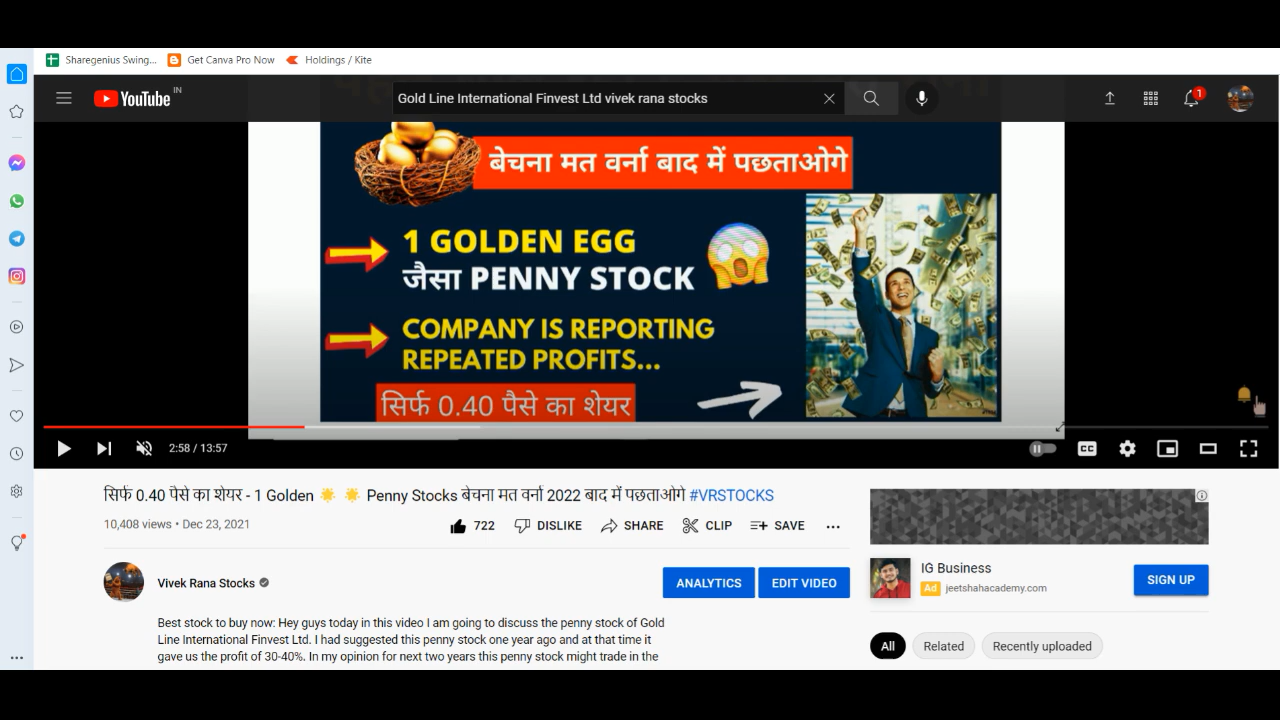 Sharegenius Swing... Get Canva Pro Now Holdings / Kite
YouTube IN
Gold Line International Finvest Ltd vivek rana stocks
1
बेचना मत वर्ना बाद में पछताओगे
1 GOLDEN EGG
जैसा PENNY STOCK
COMPANY IS REPORTING
REPEATED PROFITS...
सिर्फ 0.40 पैसे का शेयर
2:58 / 13:57
CC
सिर्फ 0.40 पैसे का शेयर - 1 Golden 🌟 🌟 Penny Stocks बेचना मत वर्ना 2022 बाद में पछताओगे #VRSTOCKS
10,408 views • Dec 23, 2021
722 DISLIKE SHARE CLIP SAVE ...
Vivek Rana Stocks
ANALYTICS EDIT VIDEO
Best stock to buy now: Hey guys today in this video I am going to discuss the penny stock of Gold
Line International Finvest Ltd. I had suggested this penny stock one year ago and at that time it
gave us the profit of 30-40%. In my opinion for next two years this penny stock might trade in the
IG Business
Ad jeetshahacademy.com
SIGN UP
All Related Recently uploaded